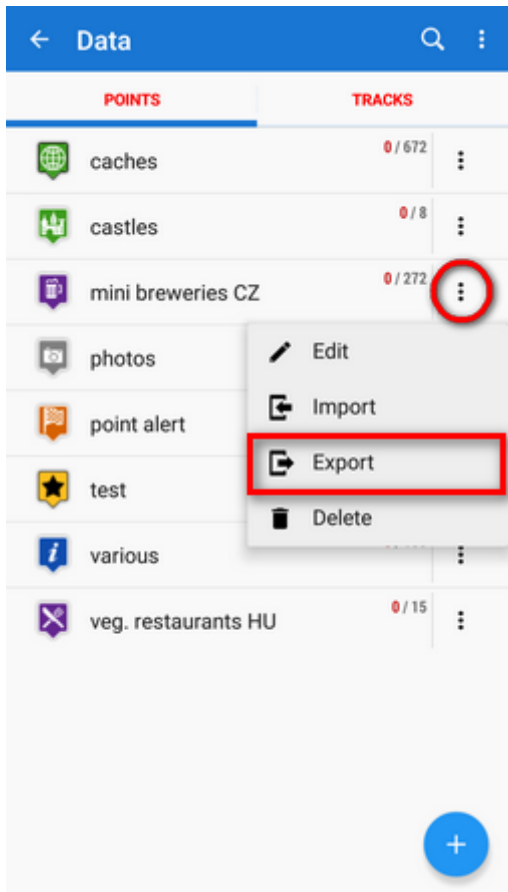 Data
POINTS
TRACKS
caches
0 / 672
castles
0 / 8
mini breweries CZ
0 / 272
photos
Edit
Import
point alert
Export
test
Delete
various
veg. restaurants HU
0 / 15